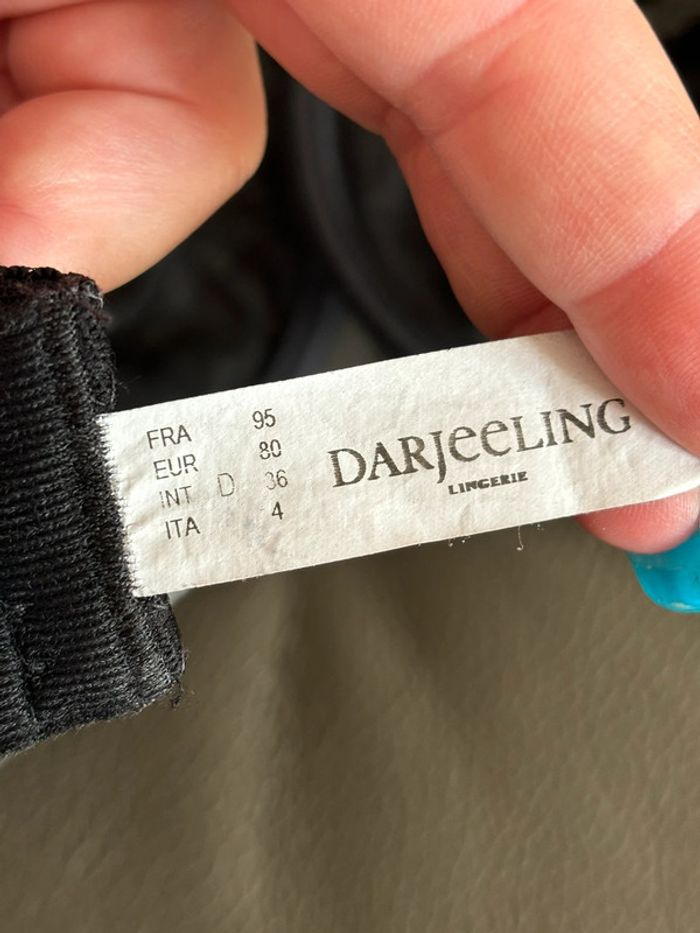 FRA 95
EUR 80
INT D 36
ITA 4
DARJEELING
LINGERIE